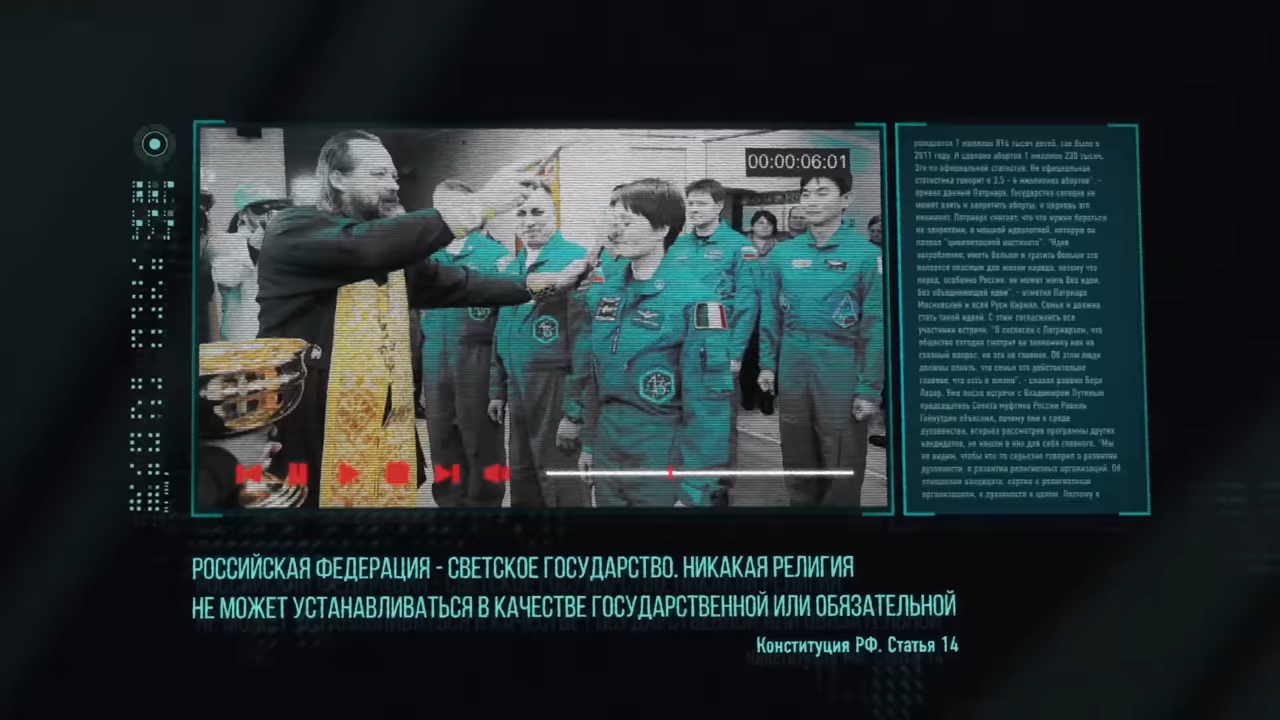 00:00:06:01
рождается 1 миллион 814 тысяч детей, так было в
2011 году. И сделано абортов 1 миллион 220 тысяч.
Это по официальной статистке. Не официальная
статистика говорит о 3,5 - 4 миллионах абортов". -
привел данные Патриарх. Государство сегодня не
может взять и запретить аборты, и церковь это
понимает. Патриарх считает, что что нужно бороться
не запретами, а мощной идеологией, которую он
назвал "цивилизацией инстинкта". "Идея
потребления, иметь больше и тратить больше это
является опасным для жизни народа, потому что
народ, особенно России, не может жить без идеи,
без объединяющей идеи". - отметил Патриарх
Московский и всея Руси Кирилл. Семья и должна
стать такой идеей. С этим согласились все
участники встречи. "Я согласен с Патриархом, что
общество сегодня смотрит на экономику как на
главный вопрос, но это не главное. Об этом люди
должны понять, что семья это действительно
главное, что есть в жизни". - сказал раввин Берл
Лазар. Уже после встречи с Владимиром Путиным
председатель Совета муфтиев России Равиль
Гайнутдин объяснил, почему они в среде
духовенства, всерьёз рассмотрев программы других
кандидатов, не нашли в них для себя главного. "Мы
не видим, чтобы кто-то серьезно говорил о развитии
духовности, о развитии религиозных организаций. Об
отношении кандидата, партии к религиозным
организациям, к духовности в целом. Поэтому в
РОССИЙСКАЯ ФЕДЕРАЦИЯ - СВЕТСКОЕ ГОСУДАРСТВО. НИКАКАЯ РЕЛИГИЯ
НЕ МОЖЕТ УСТАНАВЛИВАТЬСЯ В КАЧЕСТВЕ ГОСУДАРСТВЕННОЙ ИЛИ ОБЯЗАТЕЛЬНОЙ
Конституция РФ. Статья 14